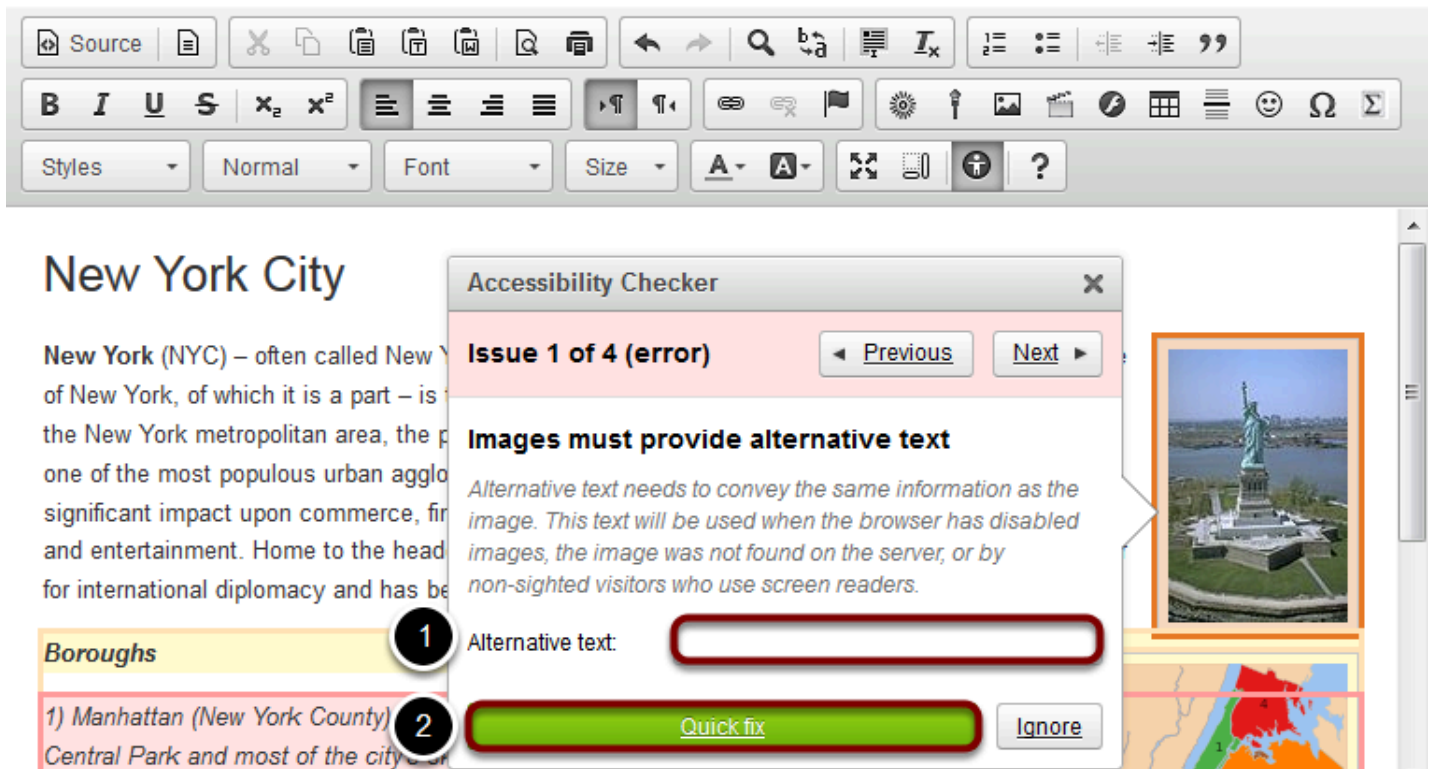 Source
Styles Normal Font Size A A ?
New York City
Accessibility Checker
Issue 1 of 4 (error)
Previous Next
New York (NYC) – often called New
of New York, of which it is a part – is
the New York metropolitan area, the
one of the most populous urban
significant impact upon commerce,
and entertainment. Home to the
for international diplomacy and has
Images must provide alternative text
Alternative text needs to convey the same information as the
image. This text will be used when the browser has disabled
images, the image was not found on the server, or by
non-sighted visitors who use screen readers.
1 Alternative text:
2 Quick fix Ignore
Boroughs
1) Manhattan (New York County)
Central Park and most of the city's
4
1